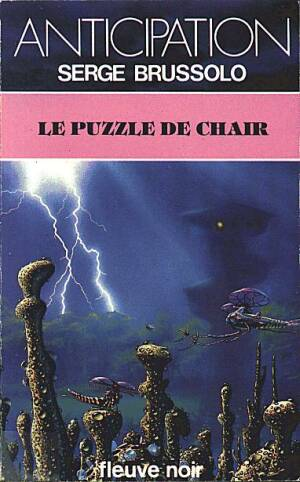 ANTICIPATION
SERGE BRUSSOLO
LE PUZZLE DE CHAIR
fleuve noir